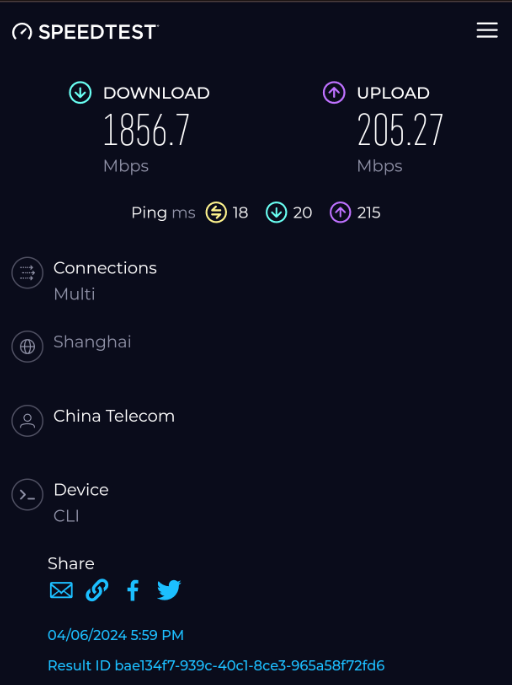 SPEEDTEST
DOWNLOAD
1856.7
Mbps
UPLOAD
205.27
Mbps
Ping ms 18 20 215
Connections
Multi
Shanghai
China Telecom
Device
CLI
Share
04/06/2024 5:59 PM
Result ID bae134f7-939c-40c1-8ce3-965a58f72fd6